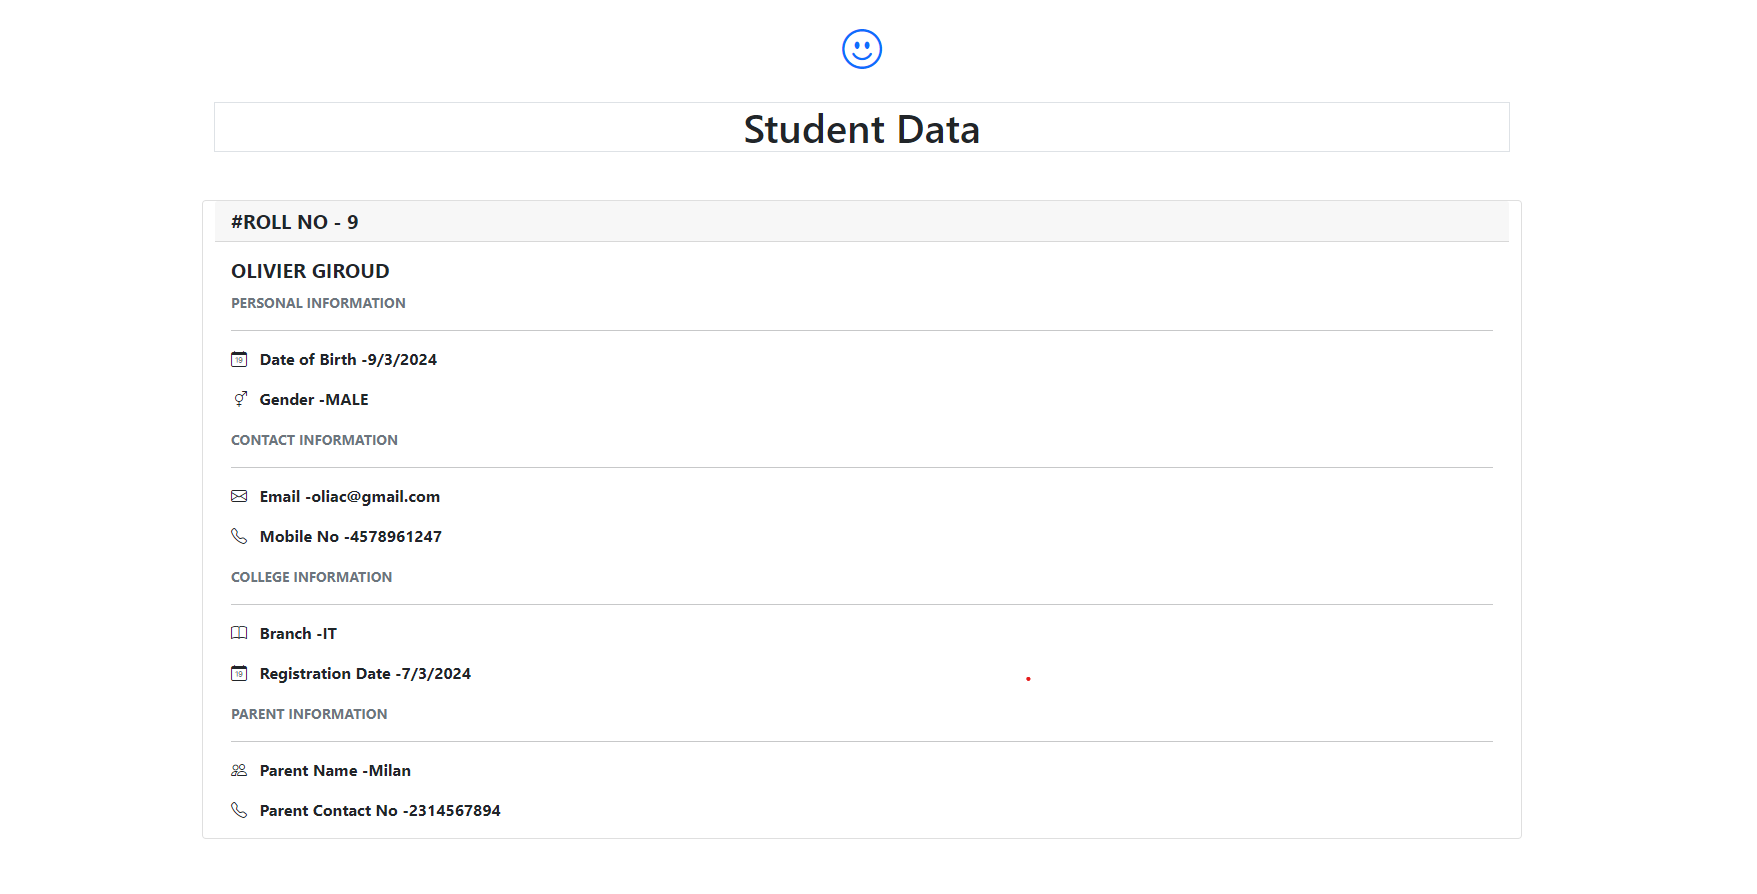 Student Data
#ROLL NO - 9
OLIVIER GIROUD
PERSONAL INFORMATION
Date of Birth -9/3/2024
Gender -MALE
CONTACT INFORMATION
Email -oliac@gmail.com
Mobile No -4578961247
COLLEGE INFORMATION
Branch -IT
Registration Date -7/3/2024
PARENT INFORMATION
Parent Name -Milan
Parent Contact No -2314567894